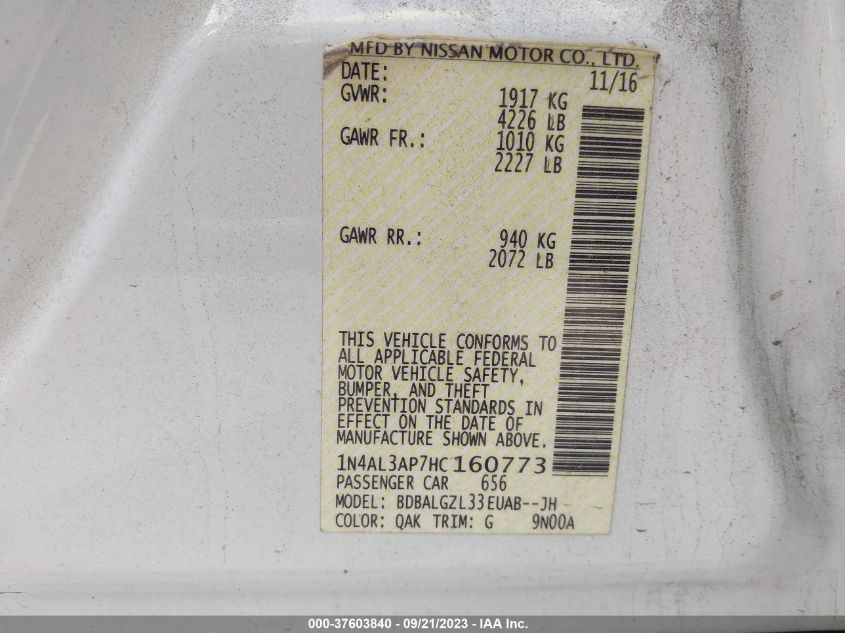 MFD BY NISSAN MOTOR CO., LTD.
DATE: 11/16
GVWR: 1917 KG
4226 LB
GAWR FR.: 1010 KG
2227 LB
GAWR RR.: 940 KG
2072 LB
THIS VEHICLE CONFORMS TO
ALL APPLICABLE FEDERAL
MOTOR VEHICLE SAFETY,
BUMPER, AND THEFT
PREVENTION STANDARDS IN
EFFECT ON THE DATE OF
MANUFACTURE SHOWN ABOVE.
1N4AL3AP7HC160773
PASSENGER CAR 656
MODEL: BDBALGZL33EUAB--JH-
COLOR: QAK TRIM: G 9N00A
000-37603840 - 09/21/2023 - IAA Inc.